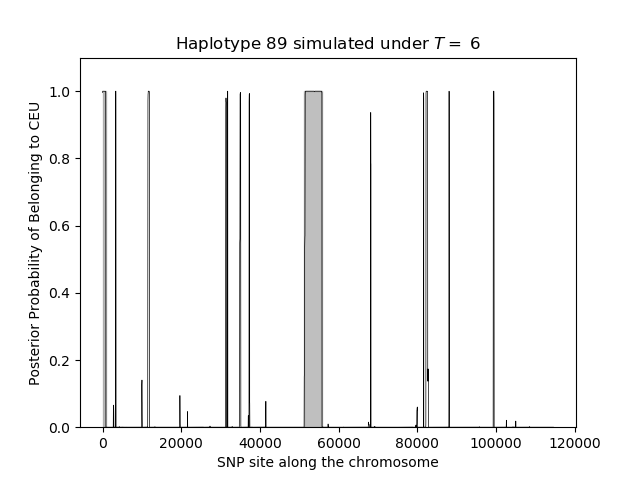 Haplotype 89 simulated under T = 6
Posterior Probability of Belonging to CEU
1.0
0.8
0.6
0.4
0.2
0.0
0 20000 40000 60000 80000 100000 120000
SNP site along the chromosome